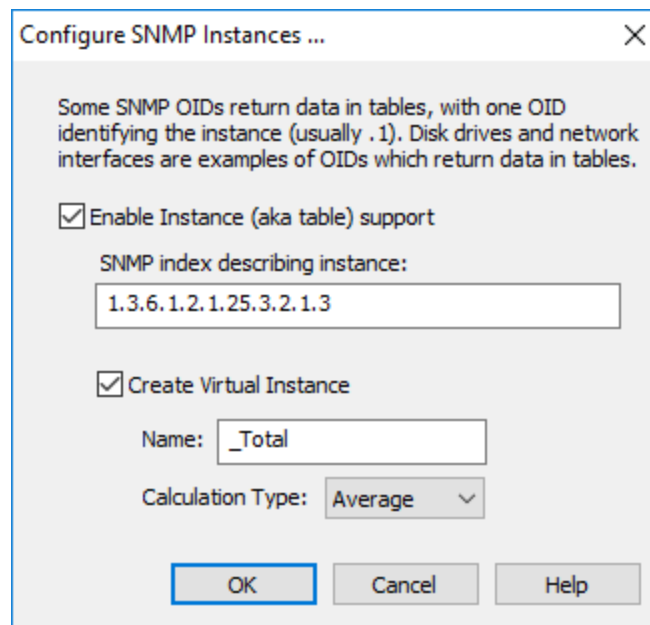 Configure SNMP Instances ...
Some SNMP OIDs return data in tables, with one OID
identifying the instance (usually .1). Disk drives and network
interfaces are examples of OIDs which return data in tables.
Enable Instance (aka table) support
SNMP index describing instance:
1.3.6.1.2.1.25.3.2.1.3
Create Virtual Instance
Name: _Total
Calculation Type: Average
OK Cancel Help